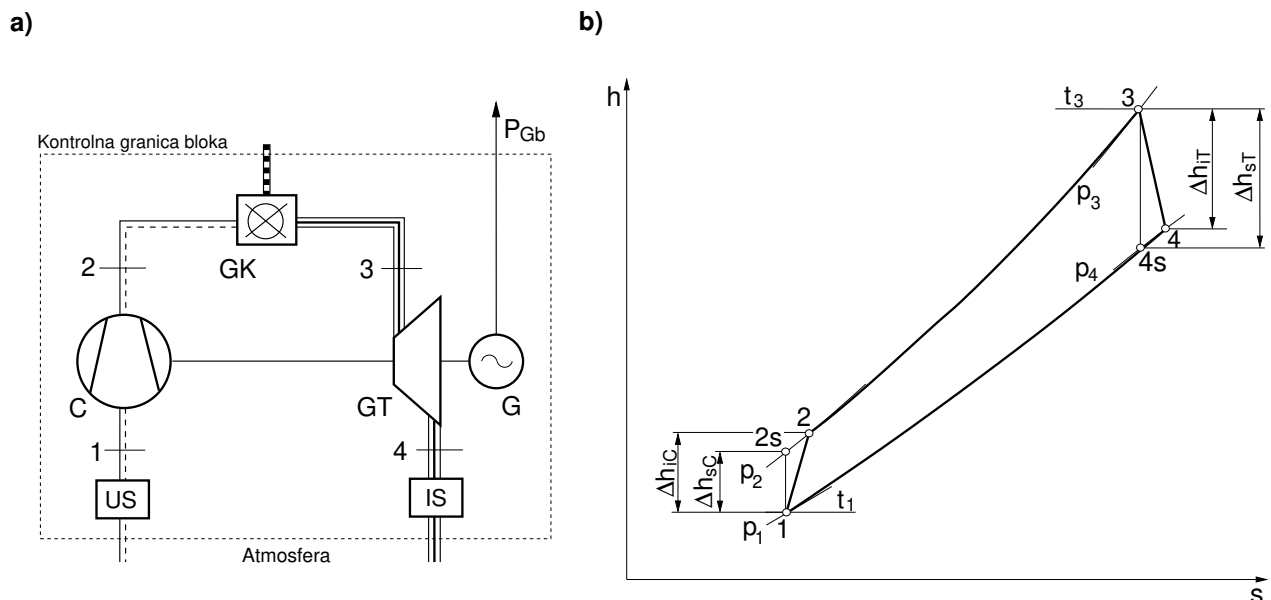 a)
Kontrolna granica bloka
P_Gb
GK
2
3
C
GT
G
1
4
US
IS
Atmosfera
b)
h
t_3
3
p_3
Δh_iT
Δh_sT
4
4s
p_4
2
2s
p_2
Δh_iC
Δh_sC
t_1
p_1
1
s